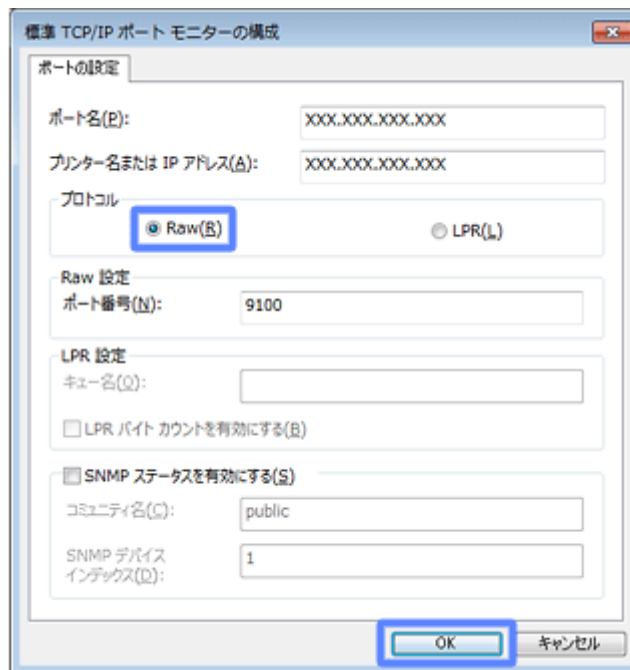 標準 TCP/IP ポート モニターの構成
ポートの設定
ポート名(P): XXX.XXX.XXX.XXX
プリンター名または IP アドレス(A): XXX.XXX.XXX.XXX
プロトコル
Raw(R) LPR(L)
Raw 設定
ポート番号(N): 9100
LPR 設定
キュー名(Q):
LPR バイト カウントを有効にする(B)
SNMP ステータスを有効にする(S)
コミュニティ名(C): public
SNMP デバイス
インデックス(D): 1
OK キャンセル